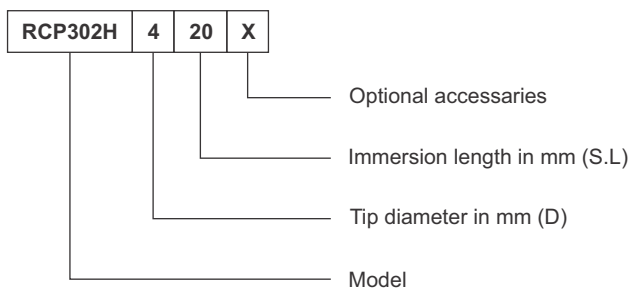 RCP302H 4 20 X
Optional accessaries
Immersion length in mm (S.L)
Tip diameter in mm (D)
Model